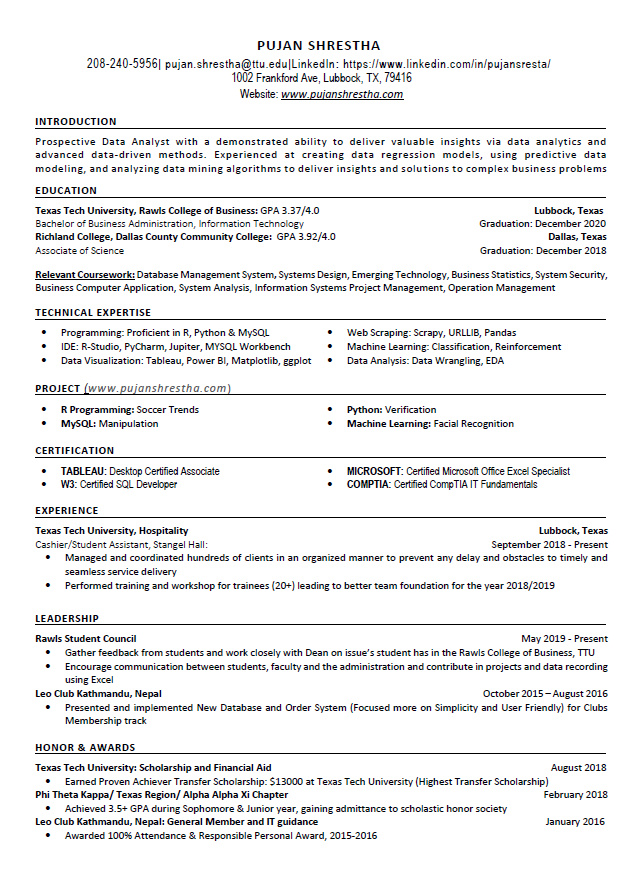 PUJAN SHRESTHA
208-240-5956| pujan.shrestha@ttu.edu|LinkedIn: https://www.linkedin.com/in/pujansresta/
1002 Frankford Ave, Lubbock, TX, 79416
Website: www.pujanshrestha.com
INTRODUCTION
Prospective Data Analyst with a demonstrated ability to deliver valuable insights via data analytics and
advanced data-driven methods. Experienced at creating data regression models, using predictive data
modeling, and analyzing data mining algorithms to deliver insights and solutions to complex business problems
EDUCATION
Texas Tech University, Rawls College of Business: GPA 3.37/4.0 Lubbock, Texas
Bachelor of Business Administration, Information Technology Graduation: December 2020
Richland College, Dallas County Community College: GPA 3.92/4.0 Dallas, Texas
Associate of Science Graduation: December 2018
Relevant Coursework: Database Management System, Systems Design, Emerging Technology, Business Statistics, System Security,
Business Computer Application, System Analysis, Information Systems Project Management, Operation Management
TECHNICAL EXPERTISE
• Programming: Proficient in R, Python & MySQL • Web Scraping: Scrapy, URLLIB, Pandas
• IDE: R-Studio, PyCharm, Jupiter, MYSQL Workbench • Machine Learning: Classification, Reinforcement
• Data Visualization: Tableau, Power BI, Matplotlib, ggplot • Data Analysis: Data Wrangling, EDA
PROJECT (www.pujanshrestha.com)
• R Programming: Soccer Trends • Python: Verification
• MySQL: Manipulation • Machine Learning: Facial Recognition
CERTIFICATION
• TABLEAU: Desktop Certified Associate • MICROSOFT: Certified Microsoft Office Excel Specialist
• W3: Certified SQL Developer • COMPTIA: Certified CompTIA IT Fundamentals
EXPERIENCE
Texas Tech University, Hospitality Lubbock, Texas
Cashier/Student Assistant, Stangel Hall: September 2018 - Present
• Managed and coordinated hundreds of clients in an organized manner to prevent any delay and obstacles to timely and
seamless service delivery
• Performed training and workshop for trainees (20+) leading to better team foundation for the year 2018/2019
LEADERSHIP
Rawls Student Council May 2019 - Present
• Gather feedback from students and work closely with Dean on issue's student has in the Rawls College of Business, TTU
• Encourage communication between students, faculty and the administration and contribute in projects and data recording
using Excel
Leo Club Kathmandu, Nepal October 2015 – August 2016
• Presented and implemented New Database and Order System (Focused more on Simplicity and User Friendly) for Clubs
Membership track
HONOR & AWARDS
Texas Tech University: Scholarship and Financial Aid August 2018
• Earned Proven Achiever Transfer Scholarship: $13000 at Texas Tech University (Highest Transfer Scholarship)
Phi Theta Kappa/ Texas Region/ Alpha Alpha Xi Chapter February 2018
• Achieved 3.5+ GPA during Sophomore & Junior year, gaining admittance to scholastic honor society
Leo Club Kathmandu, Nepal: General Member and IT guidance January 2016
• Awarded 100% Attendance & Responsible Personal Award, 2015-2016